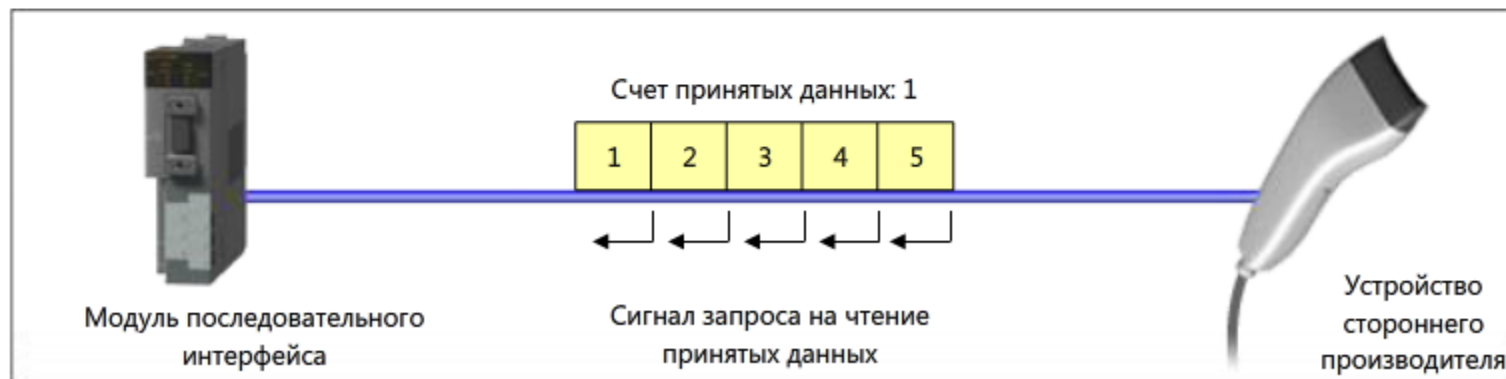 Счет принятых данных: 1
1 2 3 4 5
Модуль последовательного
интерфейса
Сигнал запроса на чтение
принятых данных
Устройство
стороннего
производителя